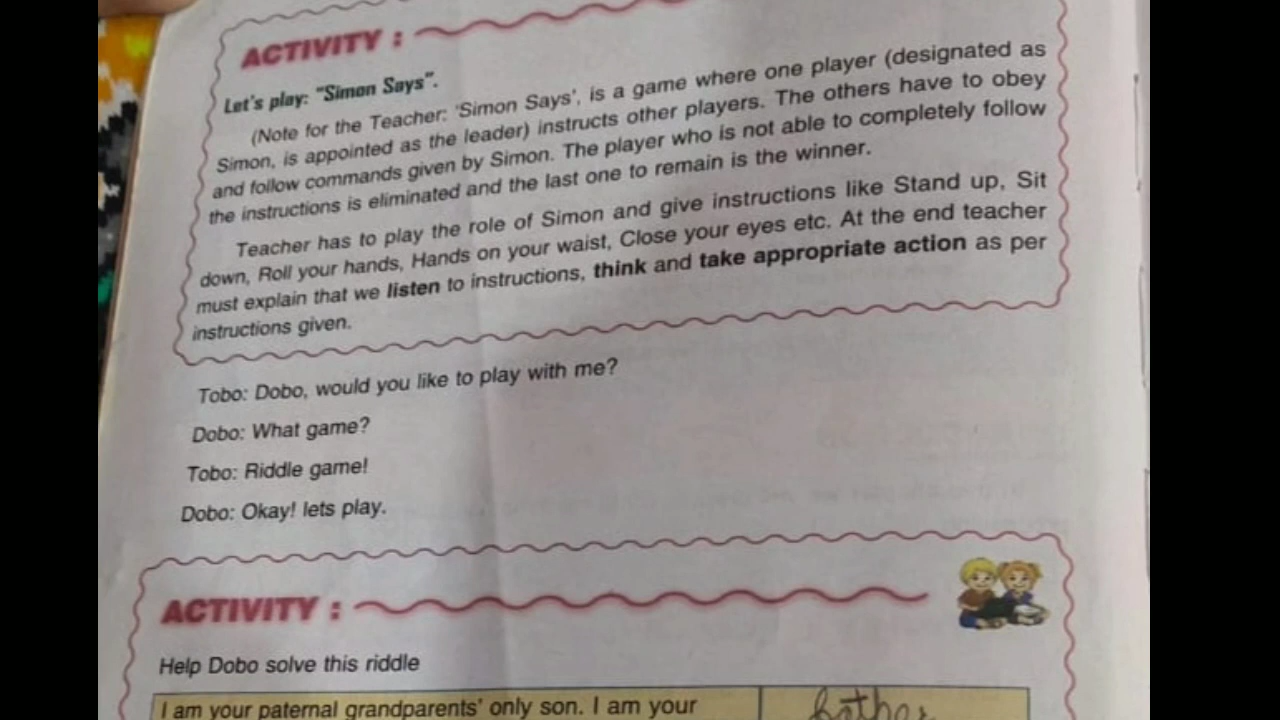 ACTIVITY :
Let's play: "Simon Says".
(Note for the Teacher: 'Simon Says', is a game where one player (designated as
Simon, is appointed as the leader) instructs other players. The others have to obey
and follow commands given by Simon. The player who is not able to completely follow
the instructions is eliminated and the last one to remain is the winner.
Teacher has to play the role of Simon and give instructions like Stand up, Sit
down, Roll your hands, Hands on your waist, Close your eyes etc. At the end teacher
must explain that we listen to instructions, think and take appropriate action as per
instructions given.
Tobo: Dobo, would you like to play with me?
Dobo: What game?
Tobo: Riddle game!
Dobo: Okay! lets play.
ACTIVITY :
Help Dobo solve this riddle
I am your paternal grandparents' only son. I am your